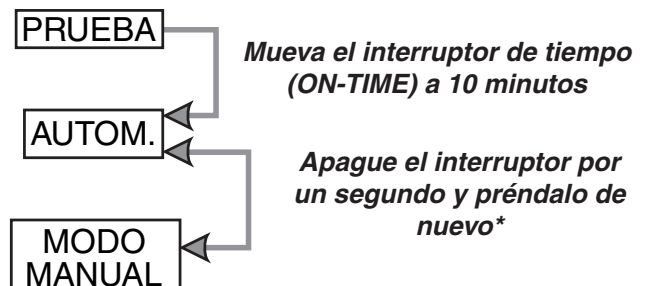 PRUEBA
Mueva el interruptor de tiempo
(ON-TIME) a 10 minutos
AUTOM.
Apague el interruptor por
un segundo y préndalo de
nuevo*
MODO
MANUAL